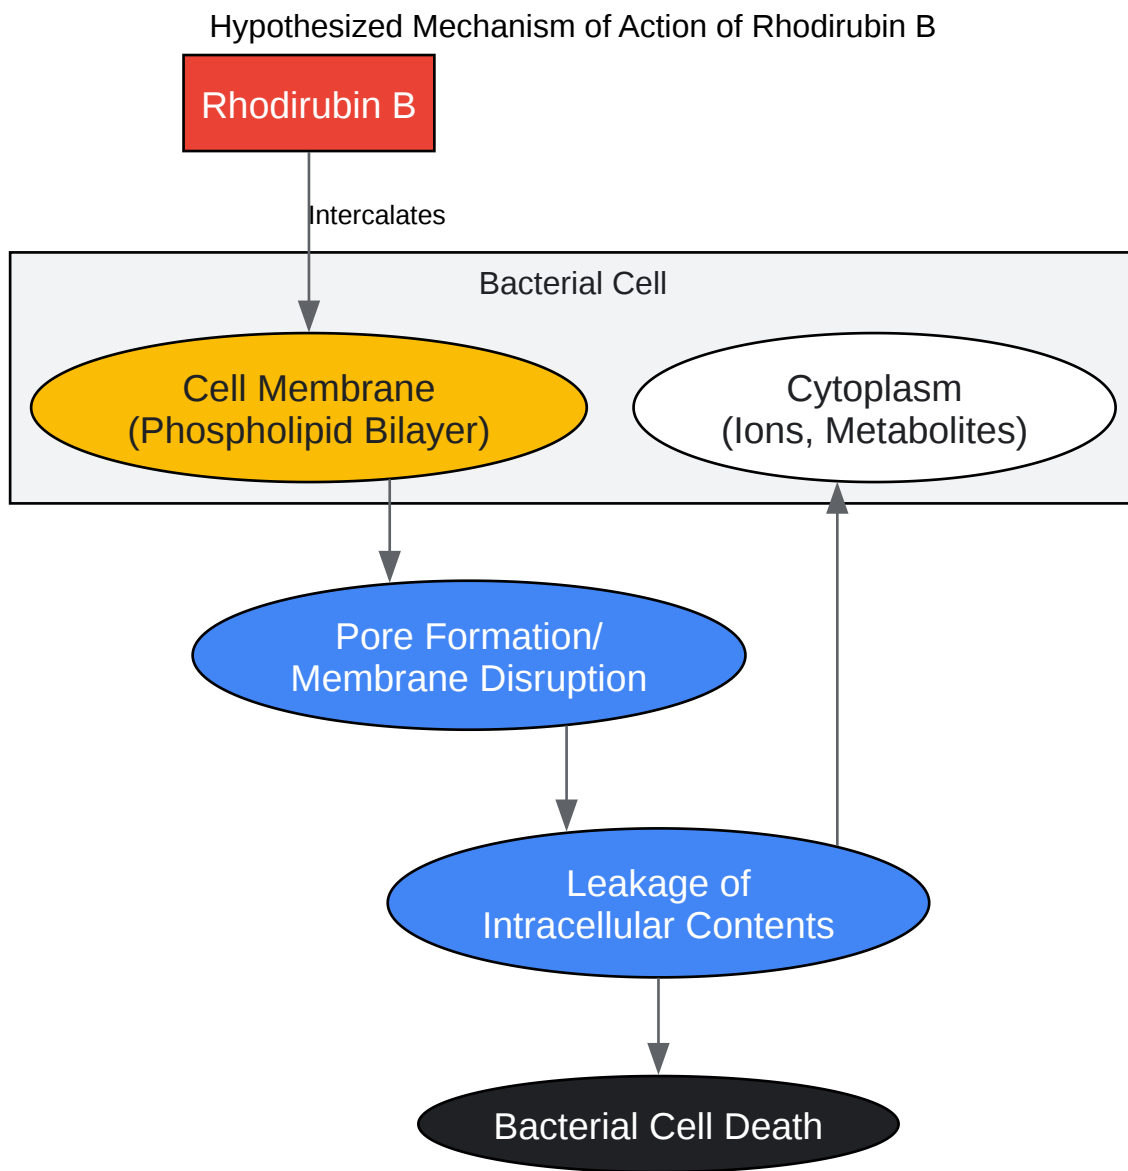 Hypothesized Mechanism of Action of Rhodirubin B
Rhodirubin B
Intercalates
Bacterial Cell
Cell Membrane
(Phospholipid Bilayer)
Cytoplasm
(Ions, Metabolites)
Pore Formation/
Membrane Disruption
Leakage of
Intracellular Contents
Bacterial Cell Death